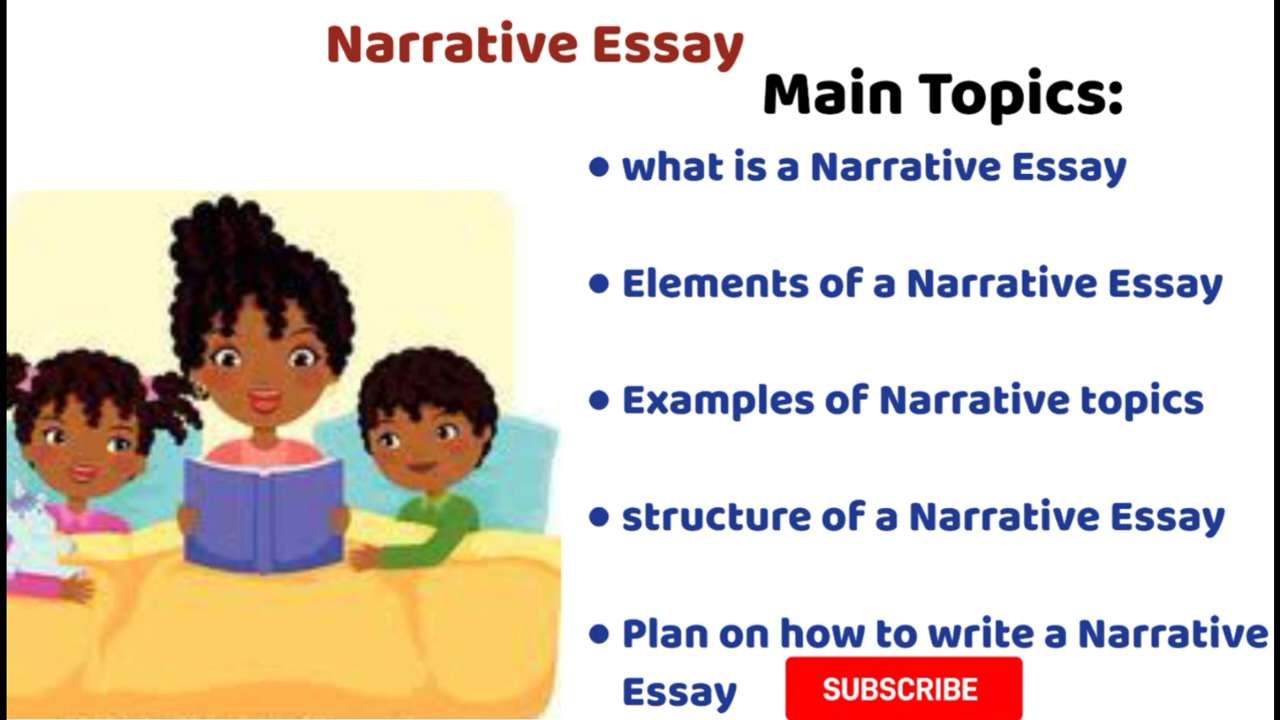 Narrative Essay
Main Topics:
• what is a Narrative Essay
• Elements of a Narrative Essay
• Examples of Narrative topics
• structure of a Narrative Essay
• Plan on how to write a Narrative
Essay
SUBSCRIBE